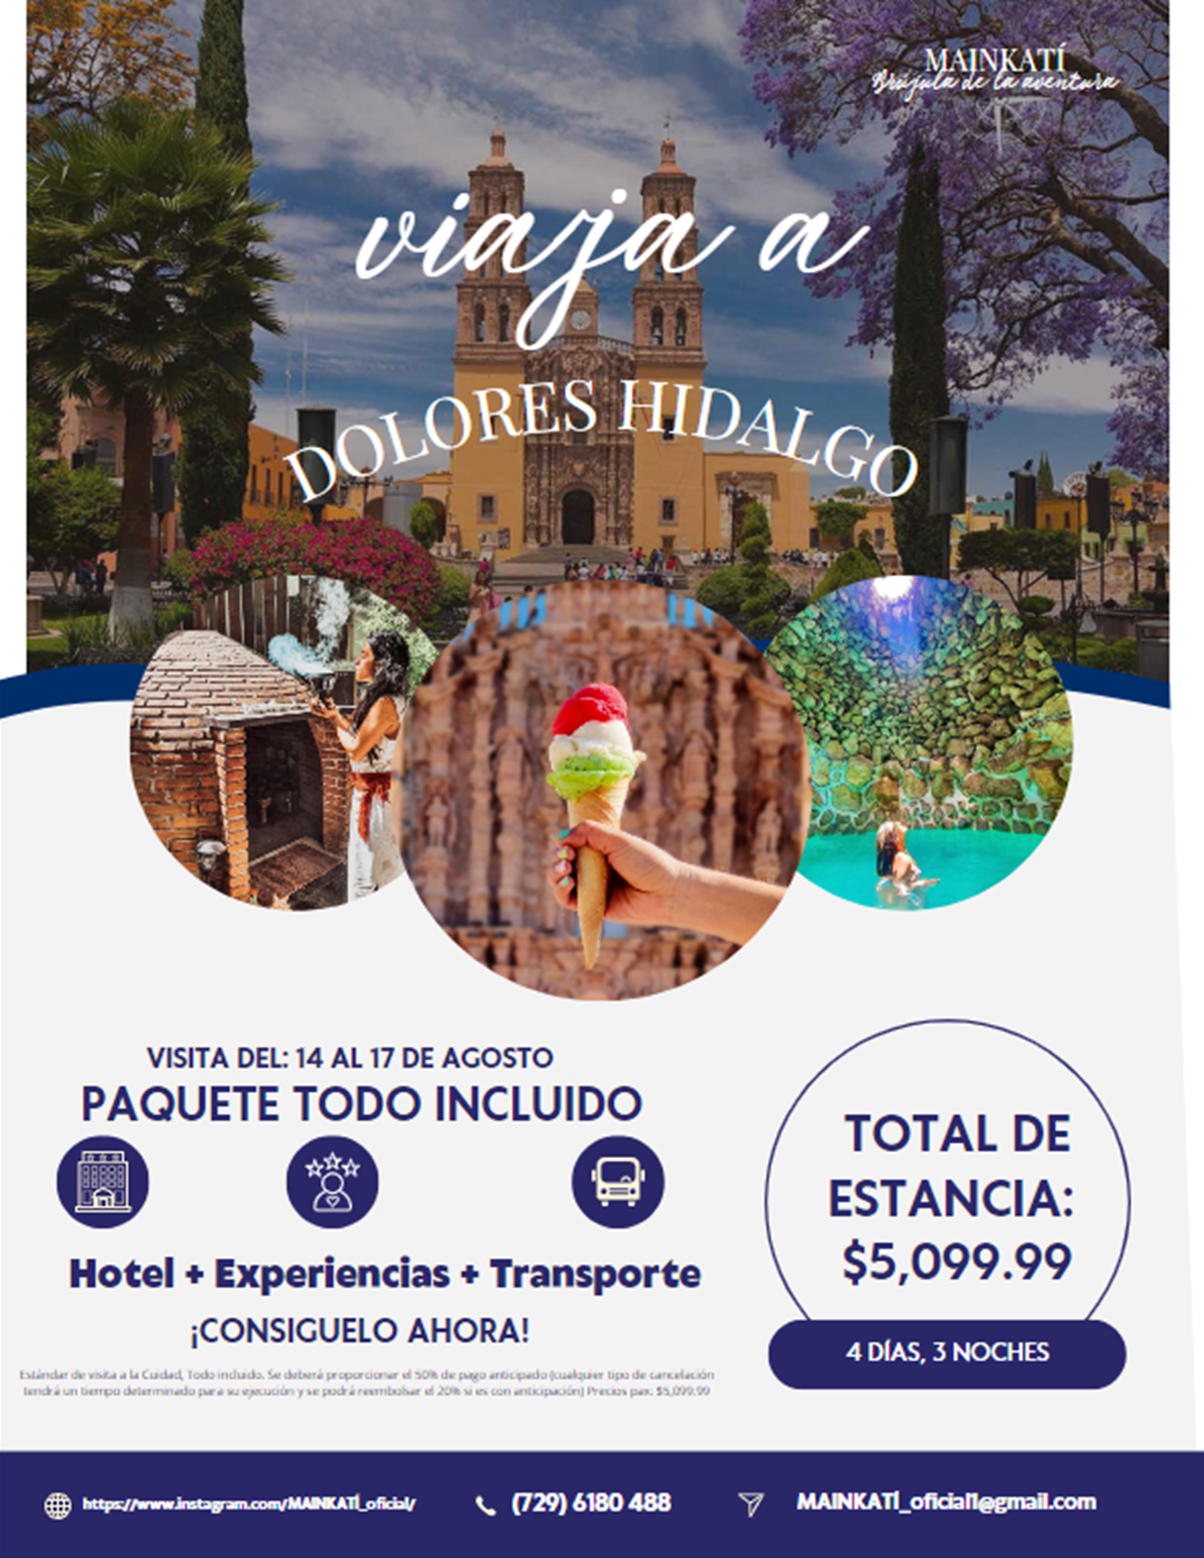 MAINKATÍ
Brújula de la aventura
viaja a
DOLORES HIDALGO
VISITA DEL: 14 AL 17 DE AGOSTO
PAQUETE TODO INCLUIDO
Hotel + Experiencias + Transporte
¡CONSIGUELO AHORA!
Estándar de visita a la Cuidad, Todo incluido. Se deberá proporcionar el 50% de pago anticipado (cualquier tipo de cancelación
tendrá un tiempo determinado para su ejecución y se podrá reembolsar el 20% si es con anticipación) Precios pax: $5,099.99
TOTAL DE
ESTANCIA:
$5,099.99
4 DÍAS, 3 NOCHES
https://www.instagram.com/MAINKATÍ_oficial/
(729) 6180 488
MAINKATÍ_oficial1@gmail.com